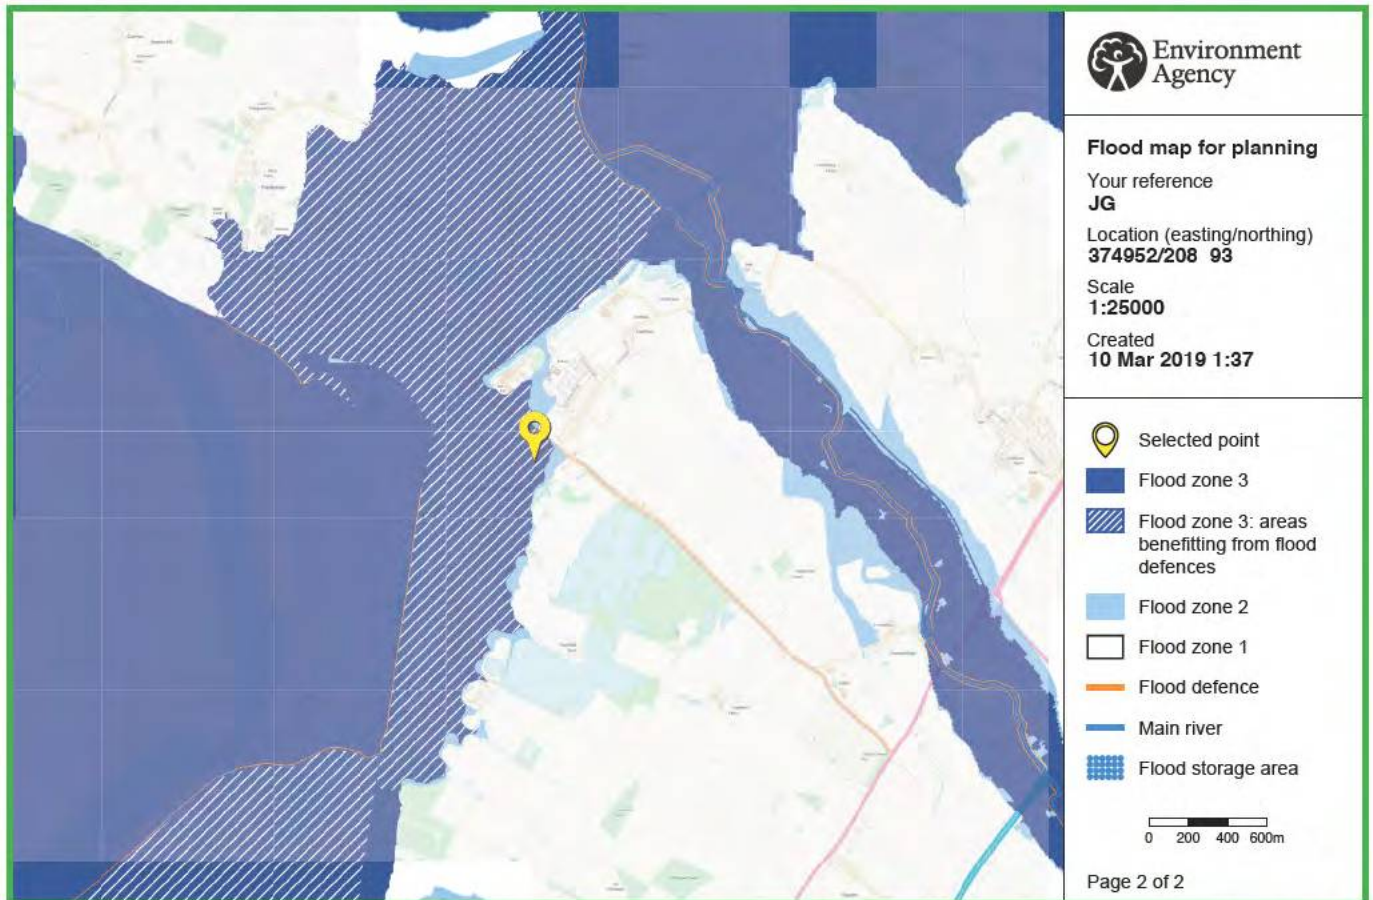 Environment
Agency
Flood map for planning
Your reference
JG
Location (easting/northing)
374952/208 93
Scale
1:25000
Created
10 Mar 2019 1:37
Selected point
Flood zone 3
Flood zone 3: areas
benefitting from flood
defences
Flood zone 2
Flood zone 1
Flood defence
Main river
Flood storage area
0 200 400 600m
Page 2 of 2